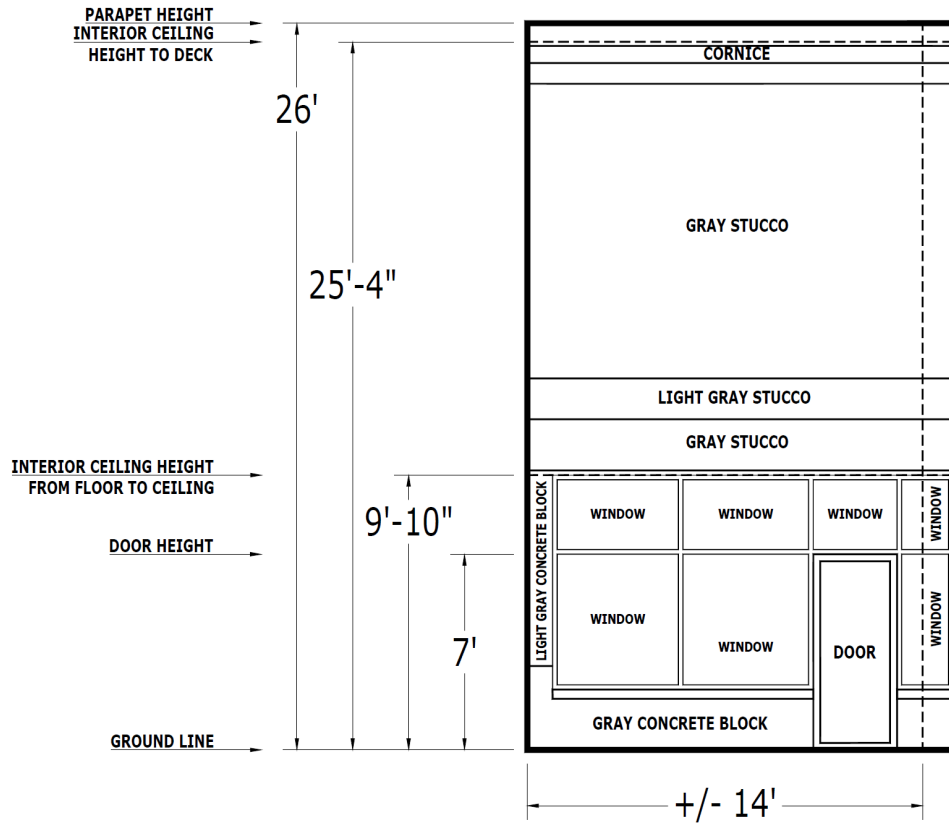 PARAPET HEIGHT
INTERIOR CEILING
HEIGHT TO DECK
CORNICE
26'
GRAY STUCCO
25'-4"
LIGHT GRAY STUCCO
GRAY STUCCO
INTERIOR CEILING HEIGHT
FROM FLOOR TO CEILING
9'-10"
LIGHT GRAY CONCRETE BLOCK
WINDOW
WINDOW
WINDOW
WINDOW
DOOR HEIGHT
7'
WINDOW
WINDOW
DOOR
WINDOW
GRAY CONCRETE BLOCK
GROUND LINE
+/- 14'